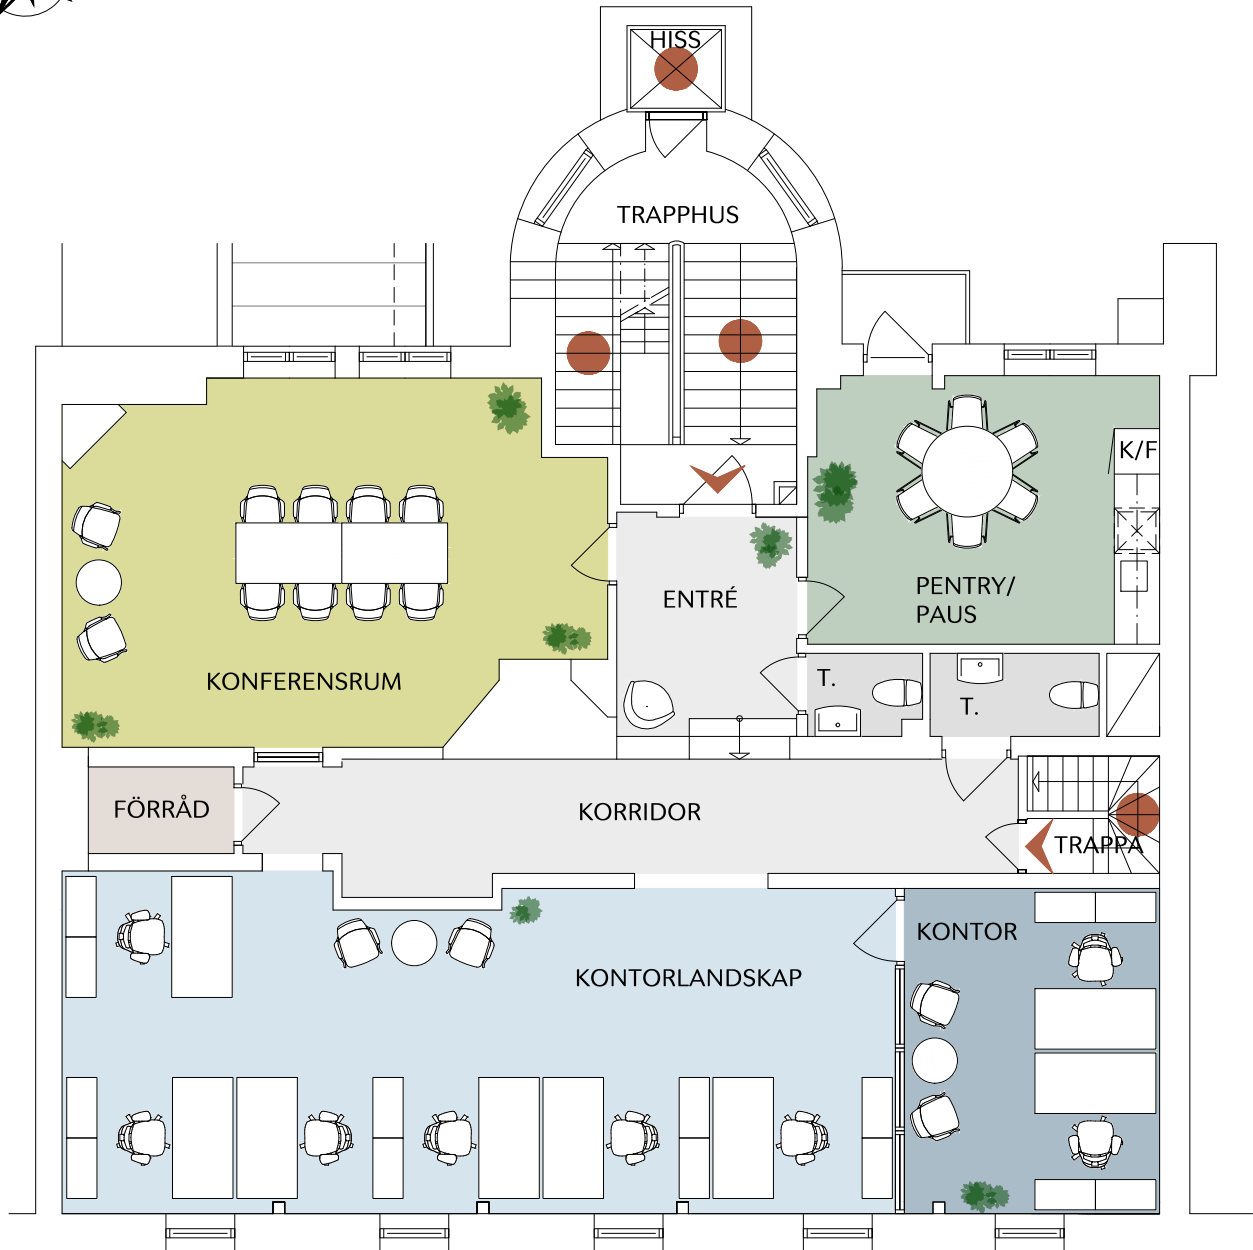 HISS
TRAPPHUS
K/F
ENTRÉ
PENTRY/
PAUS
KONFERENSRUM
T.
T.
FÖRRÅD
KORRIDOR
TRAPPA
KONTOR
KONTORLANDSKAP